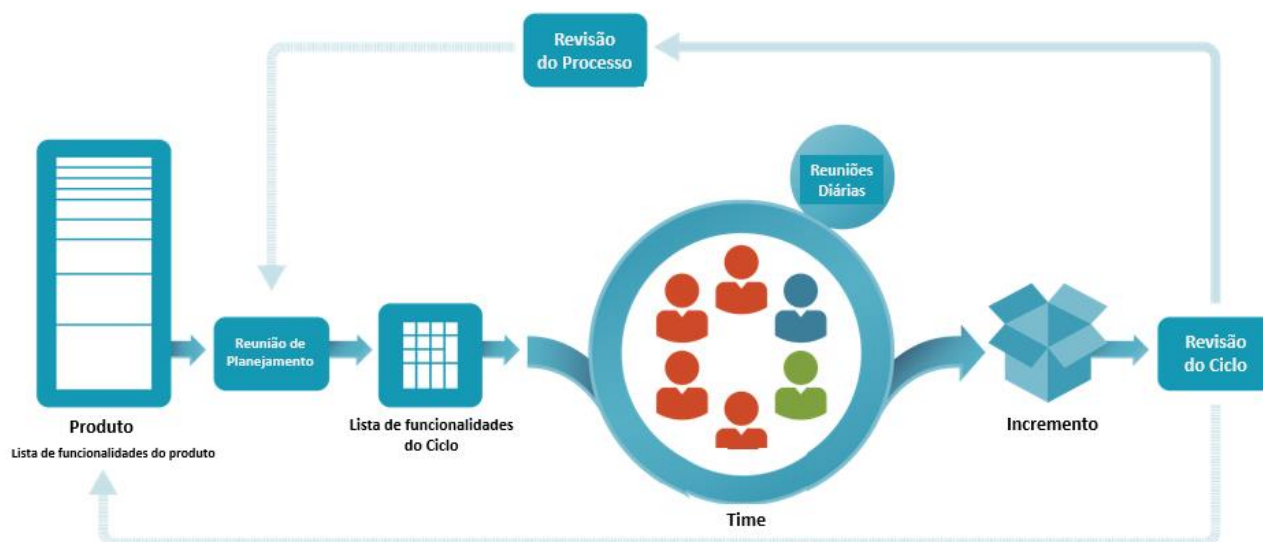 Revisão
do Processo
Reuniões
Diárias
Reunião de
Planejamento
Revisão
do Ciclo
Produto
Lista de funcionalidades do produto
Lista de funcionalidades
do Ciclo
Incremento
Time